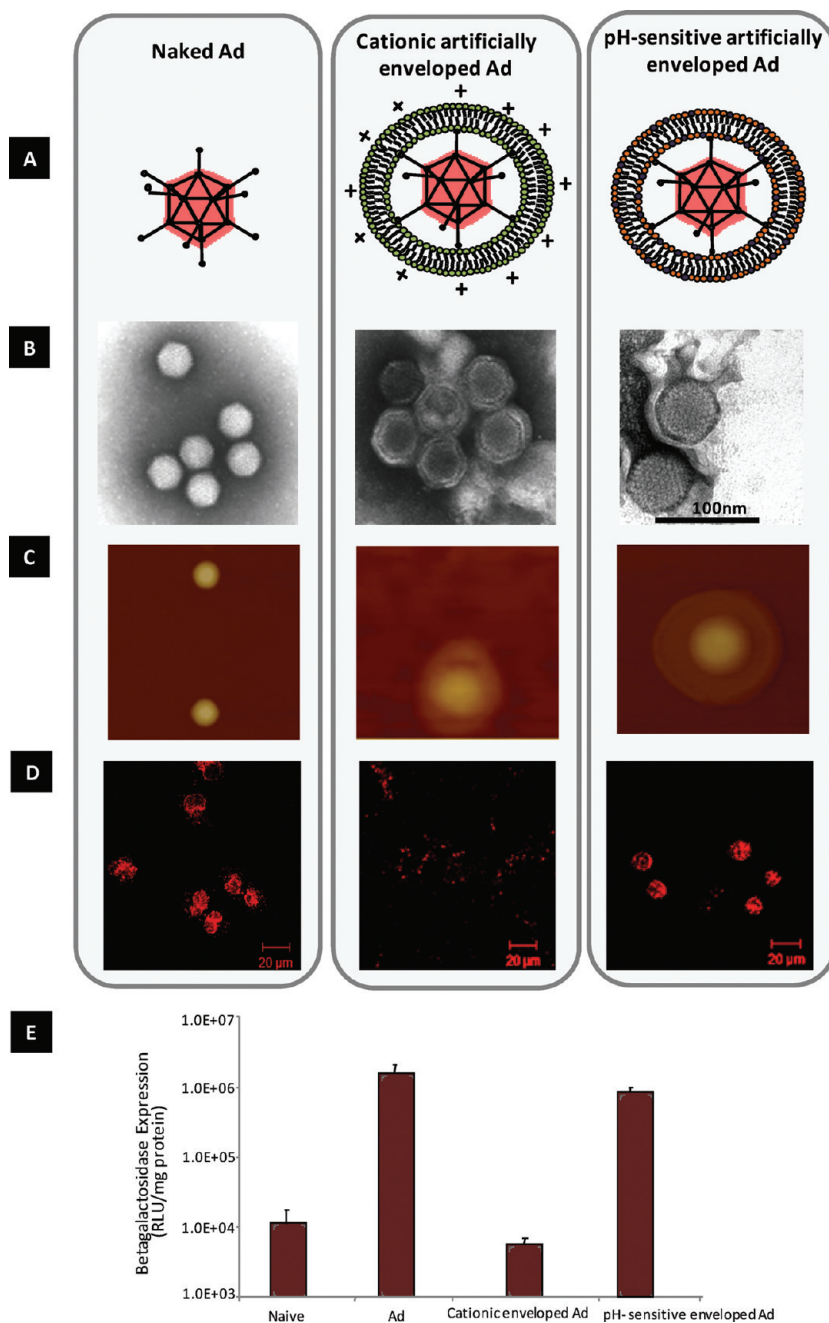 Naked Ad
Cationic artificially
enveloped Ad
pH-sensitive artificially
enveloped Ad
A
+ + + + + + + + + + + +
B
100nm
C
D
20 µm
20 µm
20 µm
E
Betagalactosidase Expression
(RLU/mg protein)
1.0E+07
1.0E+06
1.0E+05
1.0E+04
1.0E+03
Naive
Ad
Cationic enveloped Ad
pH- sensitive enveloped Ad